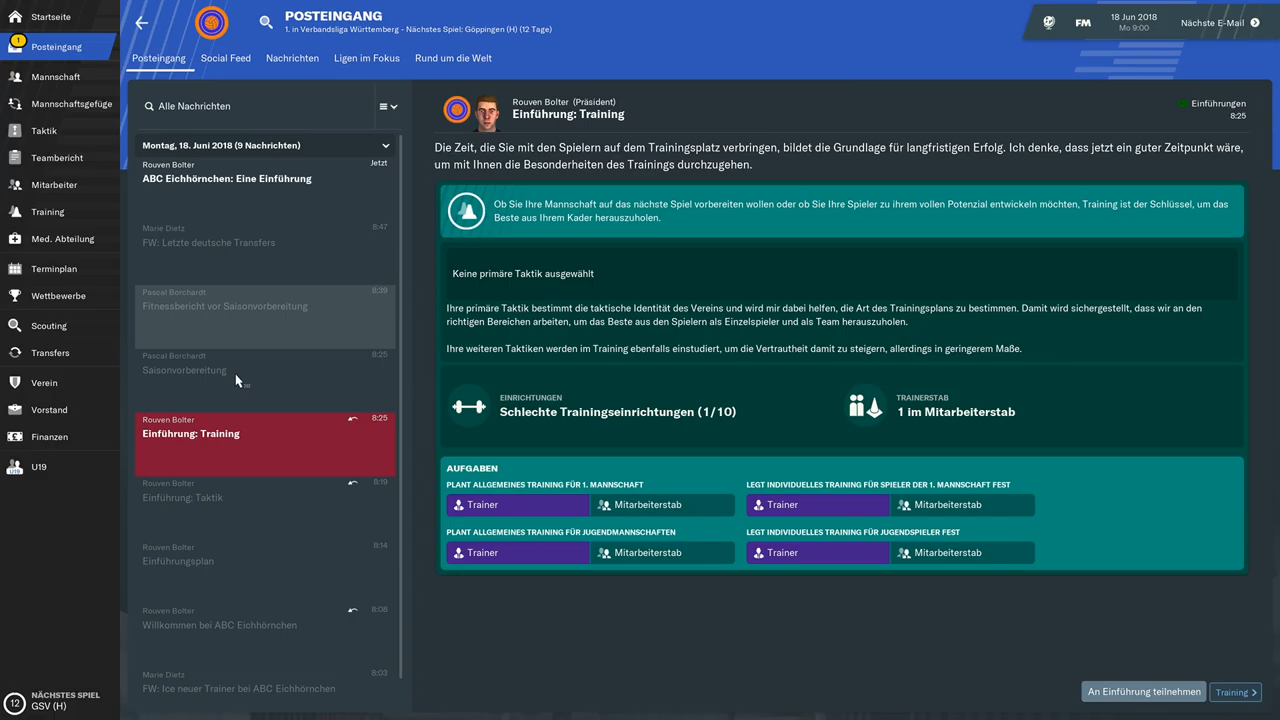 Startseite
1
Posteingang
Mannschaft
Mannschaftsgefüge
Taktik
Teambericht
Mitarbeiter
Training
Med. Abteilung
Terminplan
Wettbewerbe
Scouting
Transfers
Verein
Vorstand
Finanzen
U19
U19
12
NÄCHSTES SPIEL
GSV (H)
POSTEINGANG
1. in Verbandsliga Württemberg - Nächstes Spiel: Göppingen (H) (12 Tage)
FM
18 Jun 2018
Mo 9:00
Nächste E-Mail
Posteingang
Social Feed
Nachrichten
Ligen im Fokus
Rund um die Welt
Alle Nachrichten
Montag, 18. Juni 2018 (9 Nachrichten)
Rouven Bolter
Jetzt
ABC Eichhörnchen: Eine Einführung
Marie Dietz
8:47
FW: Letzte deutsche Transfers
Pascal Borchardt
8:39
Fitnessbericht vor Saisonvorbereitung
Pascal Borchardt
8:25
Saisonvorbereitung
Rouven Bolter
8:25
Einführung: Training
Rouven Bolter
8:19
Einführung: Taktik
Rouven Bolter
8:14
Einführungsplan
Rouven Bolter
8:08
Willkommen bei ABC Eichhörnchen
Marie Dietz
8:03
FW: Ice neuer Trainer bei ABC Eichhörnchen
Rouven Bolter (Präsident)
Einführung: Training
Einführungen
8:25
Die Zeit, die Sie mit den Spielern auf dem Trainingsplatz verbringen, bildet die Grundlage für langfristigen Erfolg. Ich denke, dass jetzt ein guter Zeitpunkt wäre,
um mit Ihnen die Besonderheiten des Trainings durchzugehen.
Ob Sie Ihre Mannschaft auf das nächste Spiel vorbereiten wollen oder ob Sie Ihre Spieler zu ihrem vollen Potenzial entwickeln möchten, Training ist der Schlüssel, um das
Beste aus Ihrem Kader herauszuholen.
Keine primäre Taktik ausgewählt
Ihre primäre Taktik bestimmt die taktische Identität des Vereins und wird mir dabei helfen, die Art des Trainingsplans zu bestimmen. Damit wird sichergestellt, dass wir an den
richtigen Bereichen arbeiten, um das Beste aus den Spielern als Einzelspieler und als Team herauszuholen.
Ihre weiteren Taktiken werden im Training ebenfalls einstudiert, um die Vertrautheit damit zu steigern, allerdings in geringerem Maße.
EINRICHTUNGEN
Schlechte Trainingseinrichtungen (1/10)
TRAINERSTAB
1 im Mitarbeiterstab
AUFGABEN
PLANT ALLGEMEINES TRAINING FÜR 1. MANNSCHAFT
Trainer
Mitarbeiterstab
LEGT INDIVIDUELLES TRAINING FÜR SPIELER DER 1. MANNSCHAFT FEST
Trainer
Mitarbeiterstab
PLANT ALLGEMEINES TRAINING FÜR JUGENDMANNSCHAFTEN
Trainer
Mitarbeiterstab
LEGT INDIVIDUELLES TRAINING FÜR JUGENDSPIELER FEST
Trainer
Mitarbeiterstab
An Einführung teilnehmen
Training